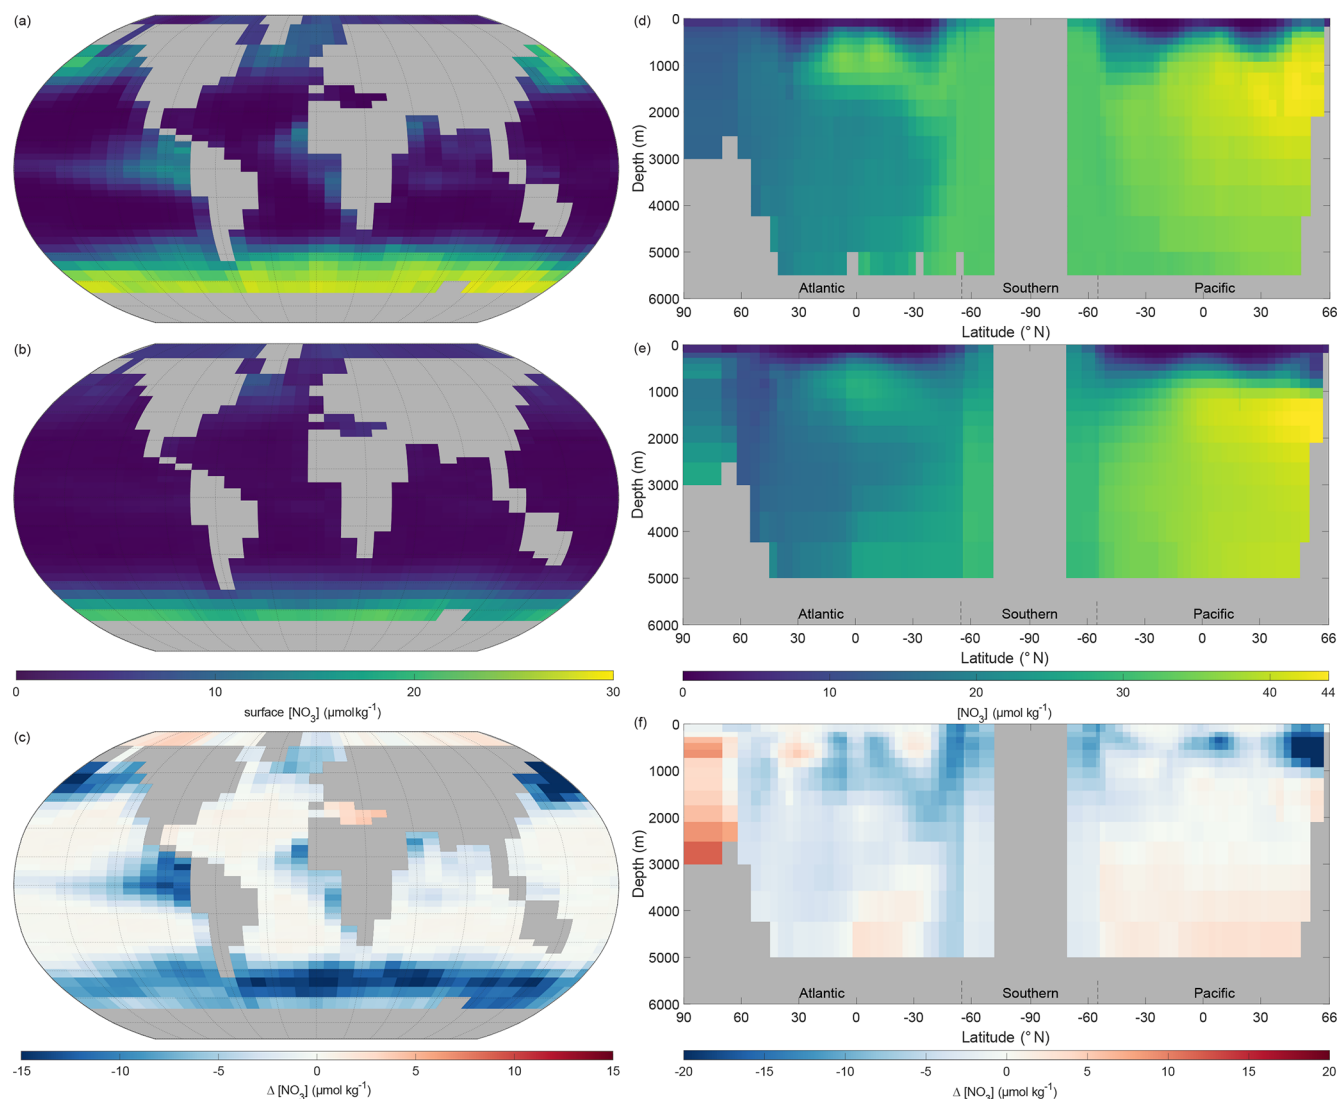 (a)
(b)
0 10 20 30
surface [NO3] (μmolkg-1)
(c)
-15 -10 -5 0 5 10 15
Δ [NO3] (μmol kg-1)
(d)
0
1000
2000
3000
4000
5000
6000
Depth (m)
Atlantic Southern Pacific
90 60 30 0 -30 -60 -90 -60 -30 0 30 66
Latitude (° N)
(e)
0
1000
2000
3000
4000
5000
6000
Depth (m)
Atlantic Southern Pacific
90 60 30 0 -30 -60 -90 -60 -30 0 30 66
Latitude (° N)
0 10 20 30 40 44
[NO3] (μmol kg-1)
(f)
0
1000
2000
3000
4000
5000
6000
Depth (m)
Atlantic Southern Pacific
90 60 30 0 -30 -60 -90 -60 -30 0 30 66
Latitude (° N)
-20 -15 -10 -5 0 5 10 15 20
Δ [NO3] (μmol kg-1)